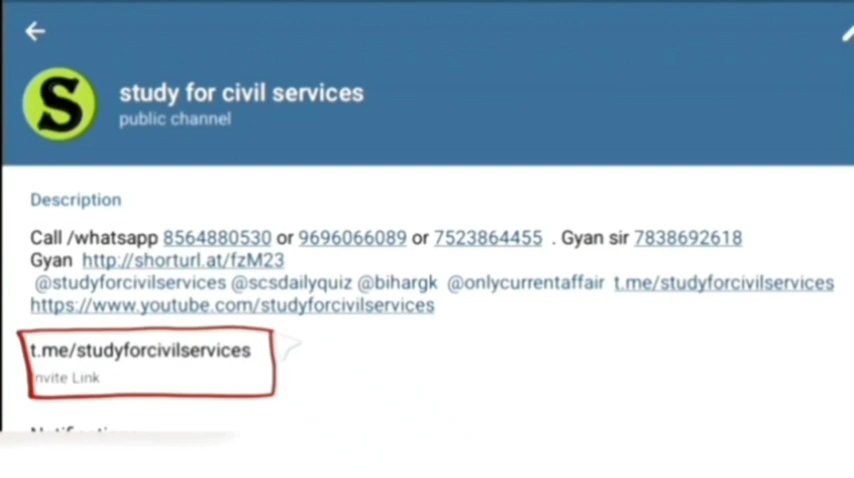 S
study for civil services
public channel
Description
Call /whatsapp 8564880530 or 9696066089 or 7523864455 . Gyan sir 7838692618
Gyan http://shorturl.at/fzM23
@studyforcivilservices @scsdailyquiz @bihargk @onlycurrentaffair t.me/studyforcivilservices
https://www.youtube.com/studyforcivilservices
t.me/studyforcivilservices
Invite Link